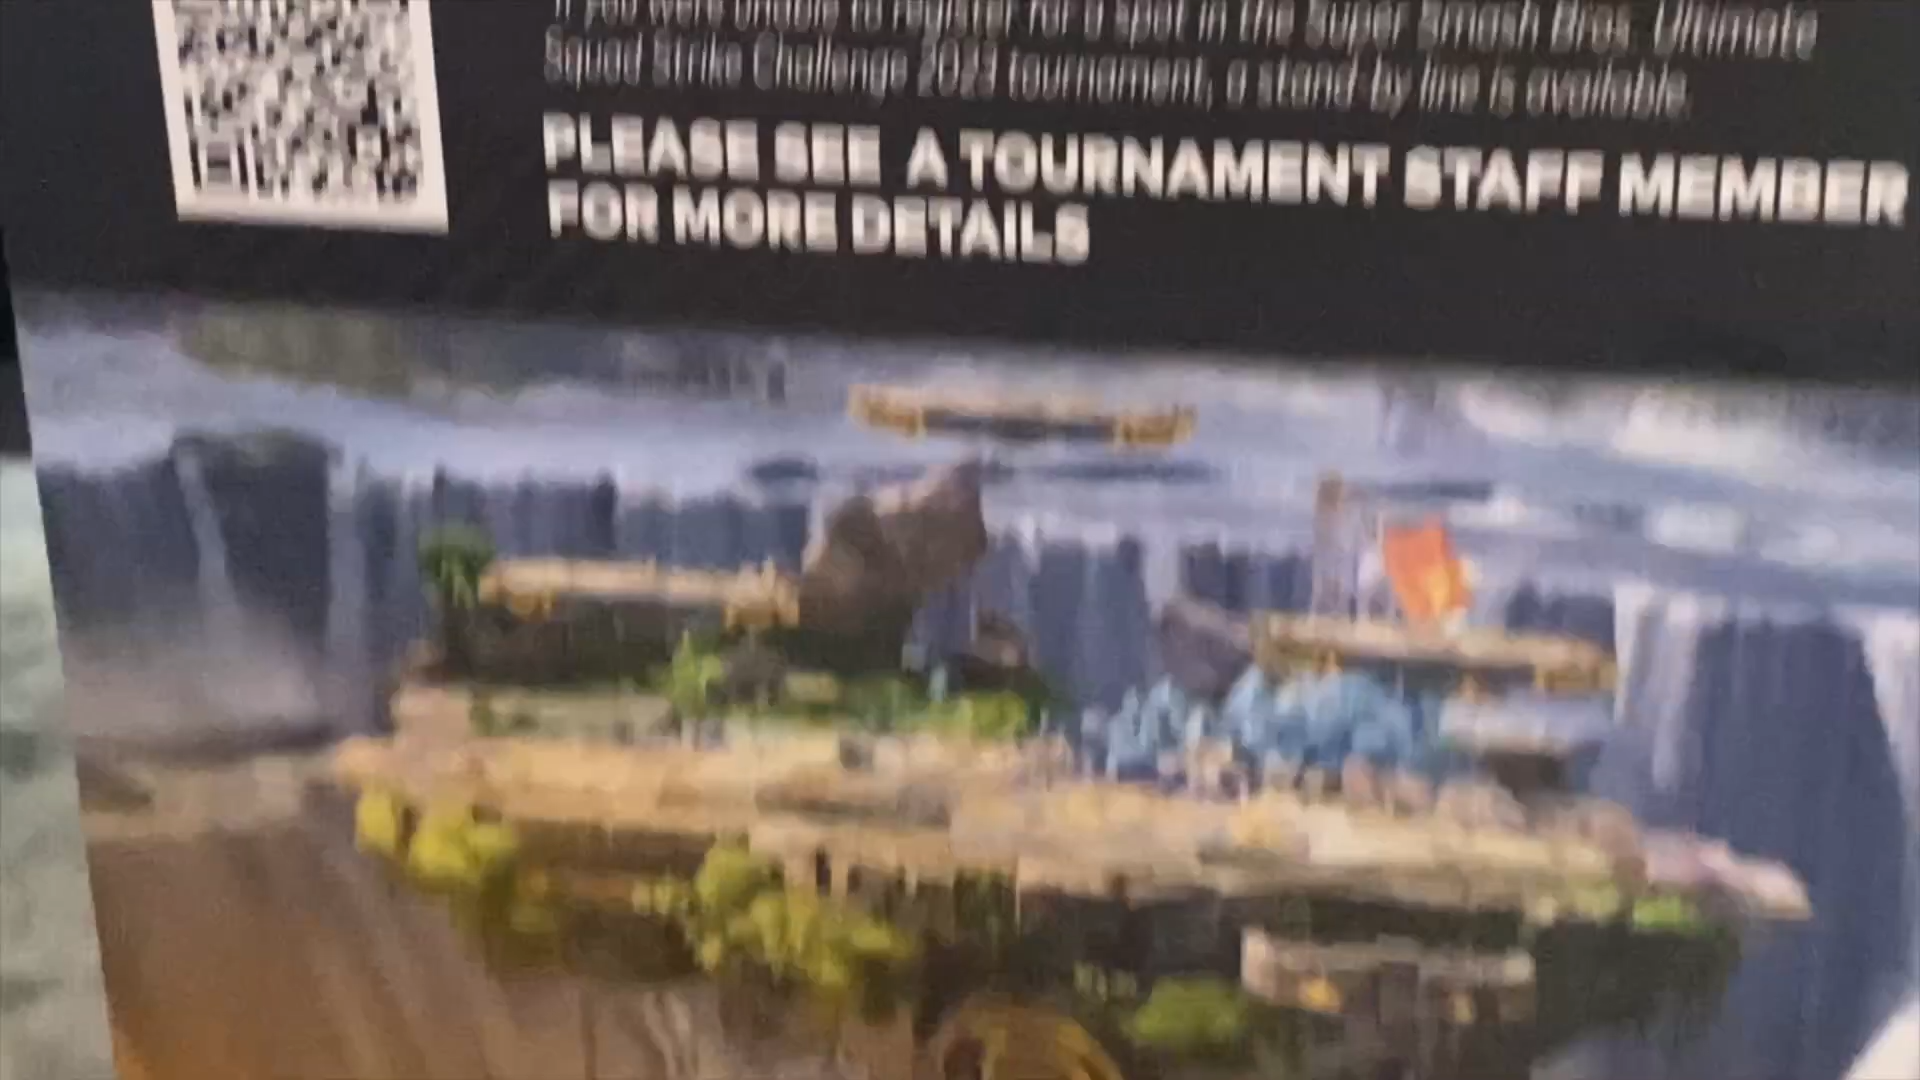 If you were unable to register for a spot in the Super Smash Bros. Ultimate
Squad Strike Challenge 2023 tournament, a stand-by line is available.
PLEASE SEE A TOURNAMENT STAFF MEMBER
FOR MORE DETAILS